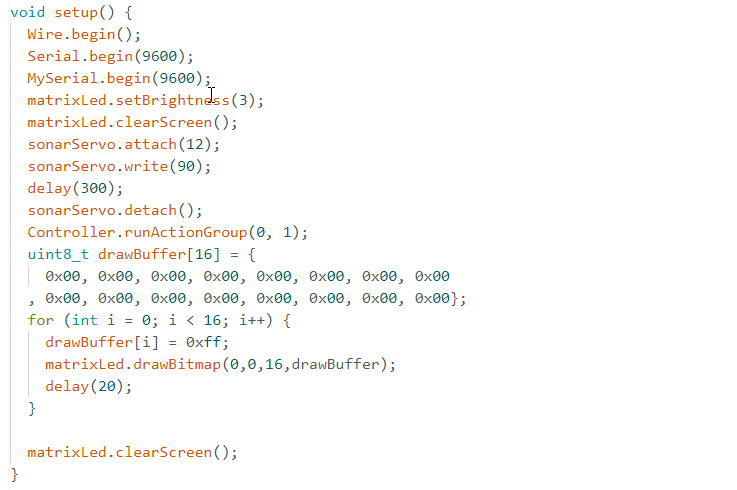 void setup() {
  Wire.begin();
  Serial.begin(9600);
  MySerial.begin(9600);
  matrixLed.setBrightness(3);
  matrixLed.clearScreen();
  sonarServo.attach(12);
  sonarServo.write(90);
  delay(300);
  sonarServo.detach();
  Controller.runActionGroup(0, 1);
  uint8_t drawBuffer[16] = {
    0x00, 0x00, 0x00, 0x00, 0x00, 0x00, 0x00, 0x00
  , 0x00, 0x00, 0x00, 0x00, 0x00, 0x00, 0x00, 0x00};
  for (int i = 0; i < 16; i++) {
    drawBuffer[i] = 0xff;
    matrixLed.drawBitmap(0,0,16,drawBuffer);
    delay(20);
  }

  matrixLed.clearScreen();
}